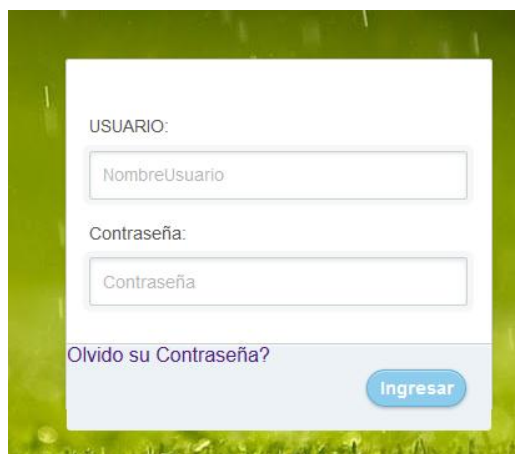 USUARIO:
NombreUsuario
Contraseña:
Contraseña
Olvido su Contraseña?
Ingresar